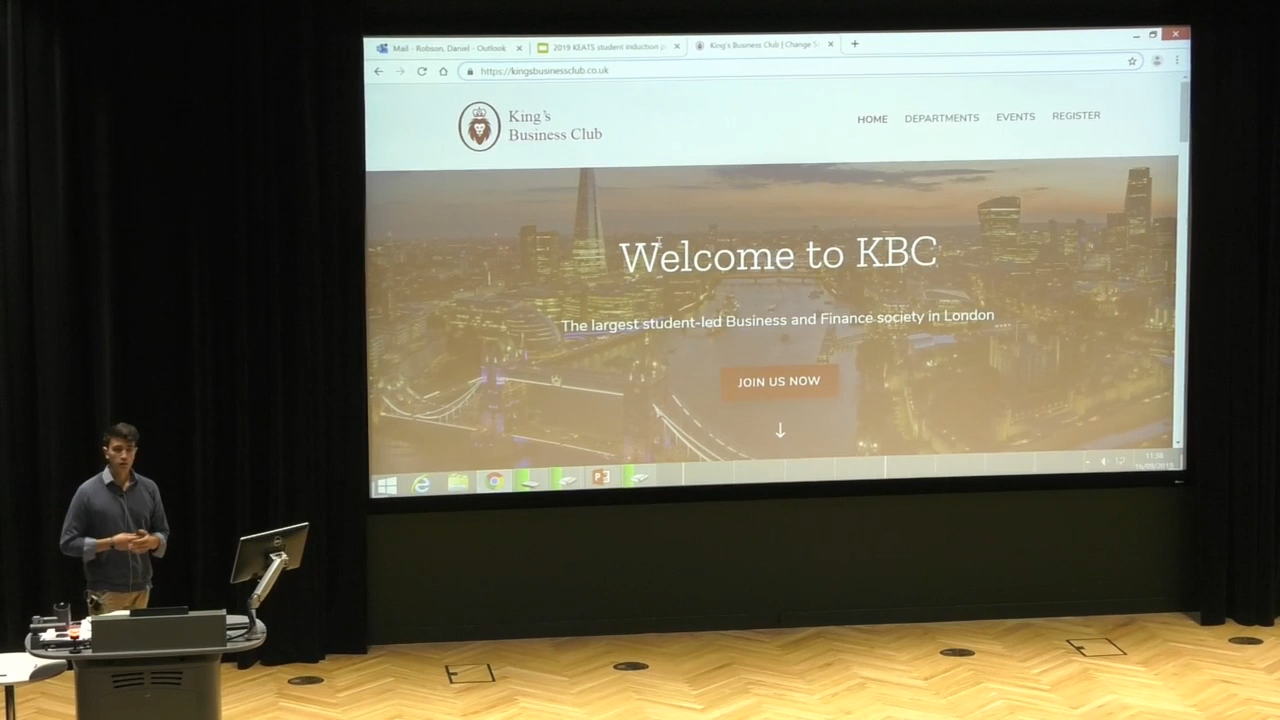 Mail - Robson, Daniel - Outlook
2019 KEATS student induction p
King's Business Club | Change S
https://kingsbusinessclub.co.uk
King's
Business Club
HOME DEPARTMENTS EVENTS REGISTER
Welcome to KBC
The largest student-led Business and Finance society in London
JOIN US NOW
11:36